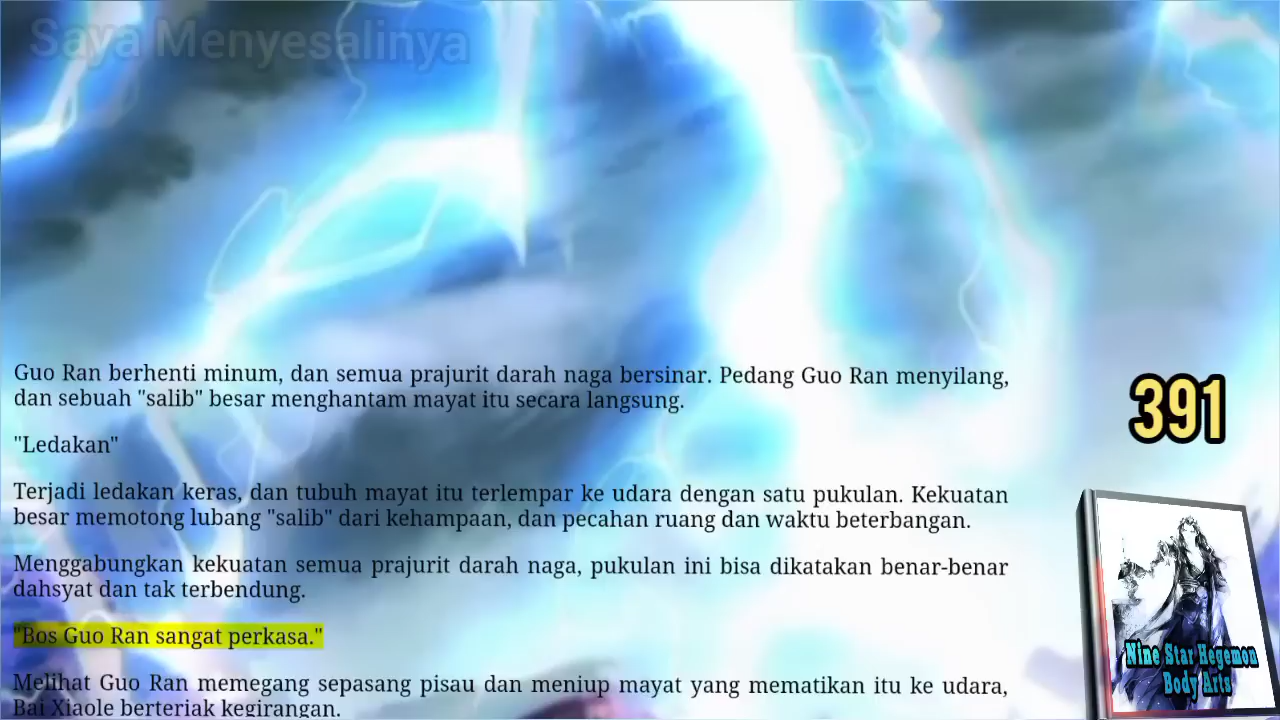 Saya Menyesalinya
Guo Ran berhenti minum, dan semua prajurit darah naga bersinar. Pedang Guo Ran menyilang,
dan sebuah "salib" besar menghantam mayat itu secara langsung.
"Ledakan"
Terjadi ledakan keras, dan tubuh mayat itu terlempar ke udara dengan satu pukulan. Kekuatan
besar memotong lubang "salib" dari kehampaan, dan pecahan ruang dan waktu beterbangan.
Menggabungkan kekuatan semua prajurit darah naga, pukulan ini bisa dikatakan benar-benar
dahsyat dan tak terbendung.
"Bos Guo Ran sangat perkasa."
Melihat Guo Ran memegang sepasang pisau dan meniup mayat yang mematikan itu ke udara,
Bai Xiaole berteriak kegirangan.
391
Nine Star Hegemon
Body Arts